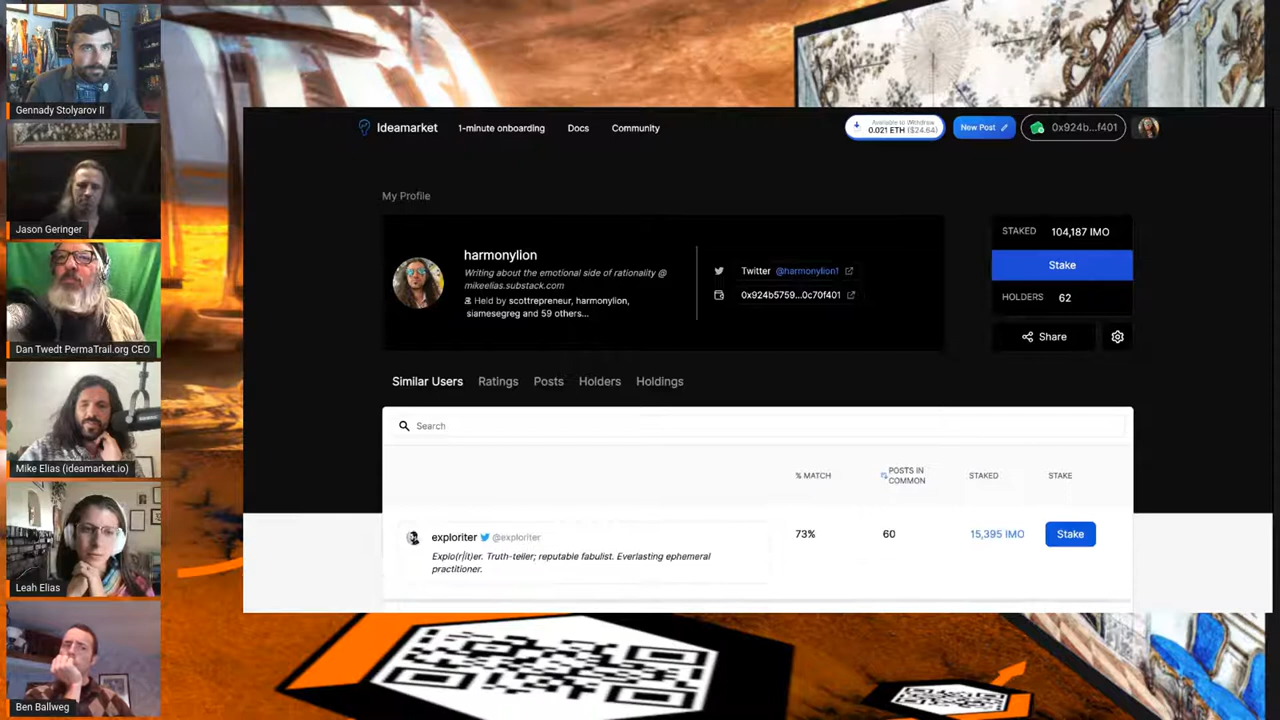 Gennady Stolyarov II
Jason Geringer
Dan Twedt PermaTrail.org CEO
Mike Elias (ideamarket.io)
Leah Elias
Ben Ballweg
Ideamarket
1-minute onboarding
Docs
Community
Available to Withdraw
0.021 ETH ($24.64)
New Post
0x924b...f401
My Profile
harmonylion
Writing about the emotional side of rationality @
mikeelias.substack.com
Held by scottrepreneur, harmonylion,
siamesegreg and 59 others...
Twitter @harmonylion1
0x924b5759...0c70f401
STAKED 104,187 IMO
Stake
HOLDERS 62
Share
Similar Users Ratings Posts Holders Holdings
Search
% MATCH
POSTS IN
COMMON
STAKED
STAKE
exploriter @exploriter
Explo(r|it)er. Truth-teller; reputable fabulist. Everlasting ephemeral
practitioner.
73%
60
15,395 IMO
Stake